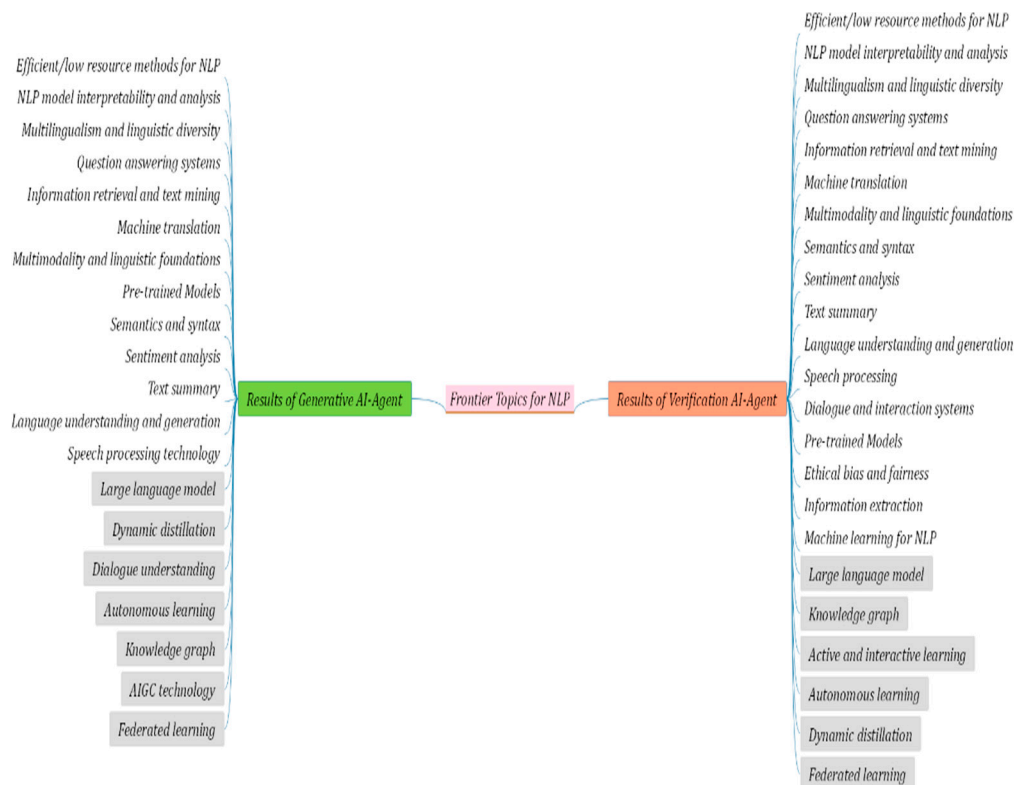 Efficient/low resource methods for NLP
NLP model interpretability and analysis
Multilingualism and linguistic diversity
Question answering systems
Information retrieval and text mining
Machine translation
Multimodality and linguistic foundations
Pre-trained Models
Semantics and syntax
Sentiment analysis
Text summary
Language understanding and generation
Speech processing technology
Large language model
Dynamic distillation
Dialogue understanding
Autonomous learning
Knowledge graph
AIGC technology
Federated learning
Results of Generative AI-Agent
Frontier Topics for NLP
Results of Verification AI-Agent
Efficient/low resource methods for NLP
NLP model interpretability and analysis
Multilingualism and linguistic diversity
Question answering systems
Information retrieval and text mining
Machine translation
Multimodality and linguistic foundations
Semantics and syntax
Sentiment analysis
Text summary
Language understanding and generation
Speech processing
Dialogue and interaction systems
Pre-trained Models
Ethical bias and fairness
Information extraction
Machine learning for NLP
Large language model
Knowledge graph
Active and interactive learning
Autonomous learning
Dynamic distillation
Federated learning